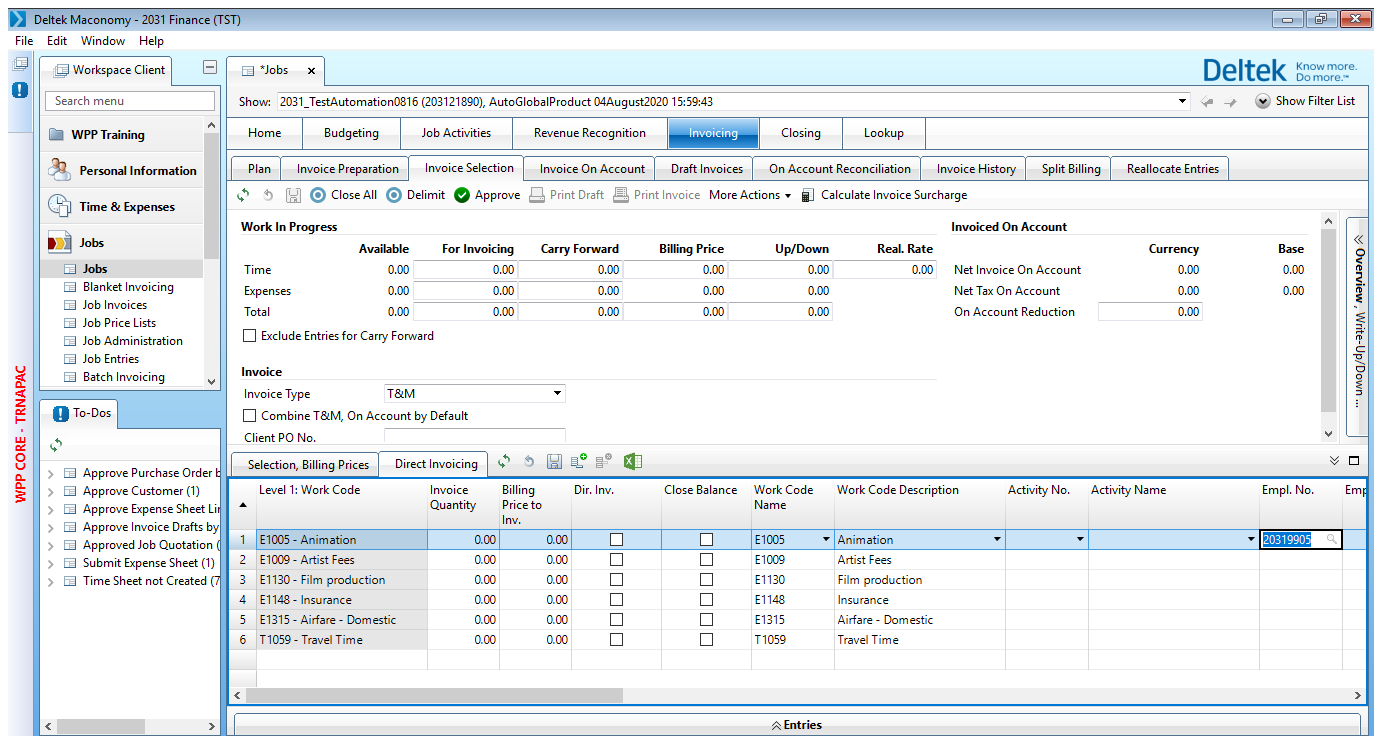 Deltek Maconomy - 2031 Finance (TST)
File Edit Window Help
Workspace Client
Search menu
WPP Training
Personal Information
Time & Expenses
Jobs
Jobs
Blanket Invoicing
Job Invoices
Job Price Lists
Job Administration
Job Entries
Batch Invoicing
WPP CORE - TRNAPAC
To-Dos
Approve Purchase Order b
Approve Customer (1)
Approve Expense Sheet Lin
Approve Invoice Drafts by
Approved Job Quotation (
Submit Expense Sheet (1)
Time Sheet not Created (7
*Jobs
Deltek Know more. Do more.™
Show: 2031_TestAutomation0816 (203121890), AutoGlobalProduct 04August2020 15:59:43
Show Filter List
Home Budgeting Job Activities Revenue Recognition Invoicing Closing Lookup
Plan Invoice Preparation Invoice Selection Invoice On Account Draft Invoices On Account Reconciliation Invoice History Split Billing Reallocate Entries
Close All Delimit Approve Print Draft Print Invoice More Actions Calculate Invoice Surcharge
Work In Progress
Available For Invoicing Carry Forward Billing Price Up/Down Real. Rate
Time 0.00 0.00 0.00 0.00 0.00 0.00
Expenses 0.00 0.00 0.00 0.00 0.00
Total 0.00 0.00 0.00 0.00 0.00
Exclude Entries for Carry Forward
Invoiced On Account
Currency Base
Net Invoice On Account 0.00 0.00
Net Tax On Account 0.00 0.00
On Account Reduction 0.00
Invoice
Invoice Type T&M
Combine T&M, On Account by Default
Client PO No.
Overview , Write-Up/Down ...
Selection, Billing Prices Direct Invoicing
Level 1: Work Code Invoice Quantity Billing Price to Inv. Dir. Inv. Close Balance Work Code Name Work Code Description Activity No. Activity Name Empl. No. Emp
1 E1005 - Animation 0.00 0.00 E1005 Animation 20319905
2 E1009 - Artist Fees 0.00 0.00 E1009 Artist Fees
3 E1130 - Film production 0.00 0.00 E1130 Film production
4 E1148 - Insurance 0.00 0.00 E1148 Insurance
5 E1315 - Airfare - Domestic 0.00 0.00 E1315 Airfare - Domestic
6 T1059 - Travel Time 0.00 0.00 T1059 Travel Time
Entries